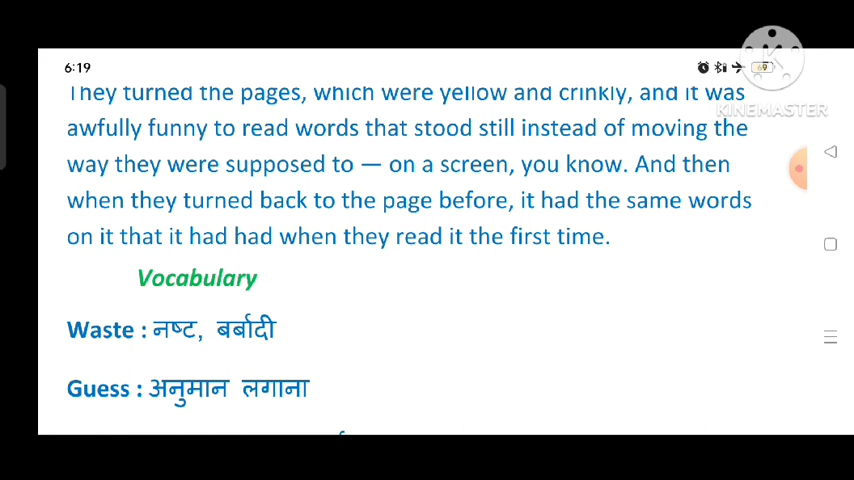 6:19
69
KINEMASTER
They turned the pages, which were yellow and crinkly, and it was
awfully funny to read words that stood still instead of moving the
way they were supposed to — on a screen, you know. And then
when they turned back to the page before, it had the same words
on it that it had had when they read it the first time.
Vocabulary
Waste : नष्ट, बर्बादी
Guess : अनुमान लगाना